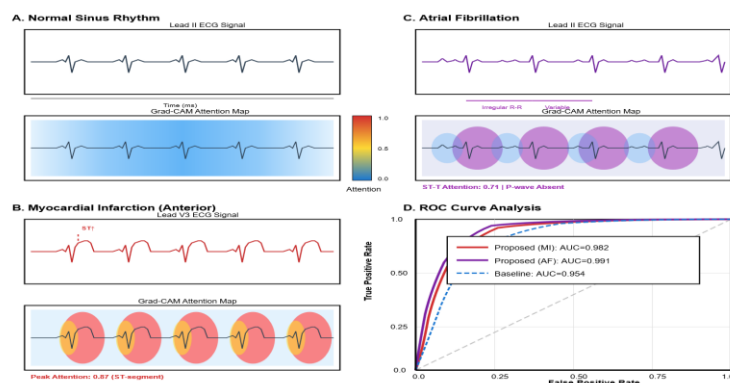 A. Normal Sinus Rhythm
Lead II ECG Signal
Time (ms)
Grad-CAM Attention Map
1.0
0.5
0.0
Attention
B. Myocardial Infarction (Anterior)
Lead V3 ECG Signal
ST↑
Grad-CAM Attention Map
Peak Attention: 0.87 (ST-segment)
C. Atrial Fibrillation
Lead II ECG Signal
Irregular R-R Variable
Grad-CAM Attention Map
ST-T Attention: 0.71 | P-wave Absent
D. ROC Curve Analysis
1.0
0.50
0.25
0.0
True Positive Rate
Proposed (MI): AUC=0.982
Proposed (AF): AUC=0.991
Baseline: AUC=0.954
0.0 0.25 0.50 0.75 1.0
False Positive Rate